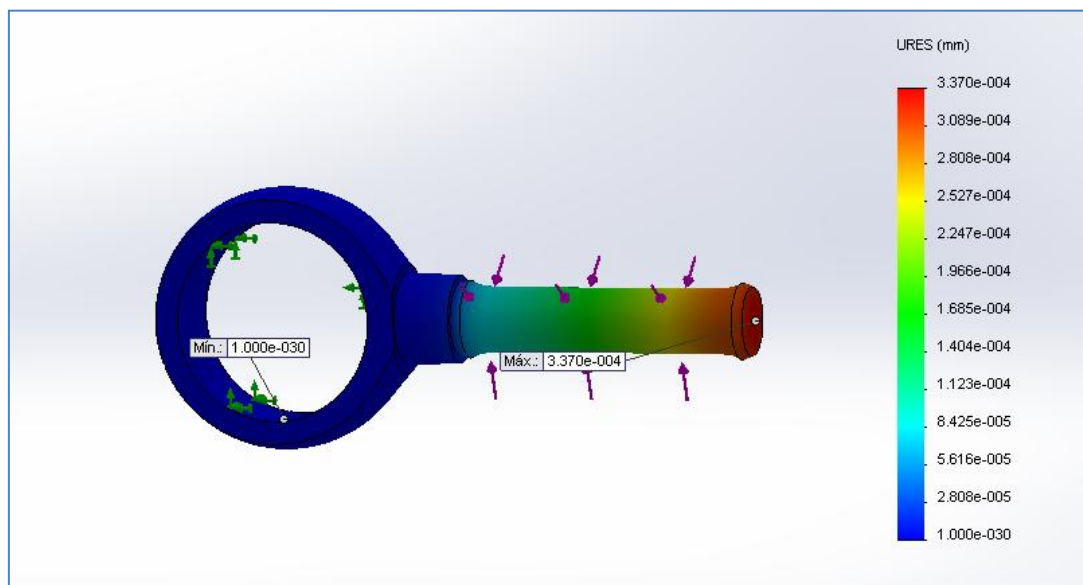 URES (mm)
3.370e-004
3.089e-004
2.808e-004
2.527e-004
2.247e-004
1.966e-004
1.685e-004
1.404e-004
1.123e-004
8.425e-005
5.616e-005
2.808e-005
1.000e-030
Mín.: 1.000e-030
Máx.: 3.370e-004